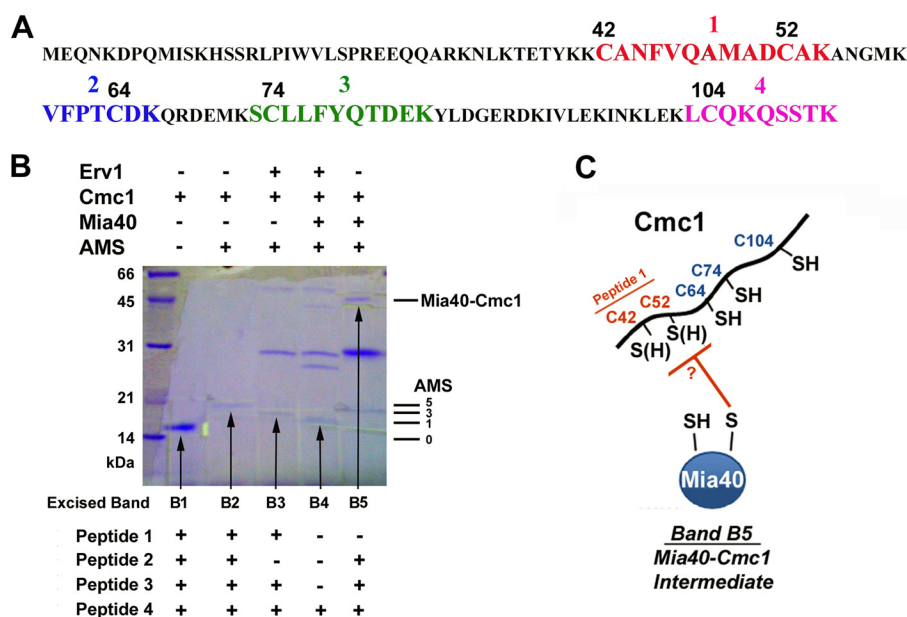 A
42 1 52
MEQNKDPQMISKHSSRLPIWVLSPREEQQARKNLKTETYKKCANFVQAMADCAKANGMK
2 64 74 3 104 4
VFPTCDKQRDEMKSCLLFYQTDEKYLDGERDKIVLEKINKLEKLCQKQSSTK
B
Erv1 - - + + -
Cmc1 + + + + +
Mia40 - - - + +
AMS - + + + +
66
45
31
21
14
kDa
Mia40-Cmc1
AMS
5
3
1
0
Excised Band B1 B2 B3 B4 B5
Peptide 1 + + + - -
Peptide 2 + + - - +
Peptide 3 + + + - +
Peptide 4 + + + + +
C
Cmc1
C104
SH
C74
Peptide 1
C64
SH
C52
SH
C42
S(H)
S(H)
?
SH S
Mia40
Band B5
Mia40-Cmc1
Intermediate